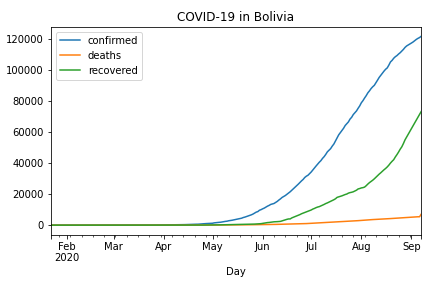 COVID-19 in Bolivia
confirmed
deaths
recovered
120000
100000
80000
60000
40000
20000
0
Feb Mar Apr May Jun Jul Aug Sep
2020
Day